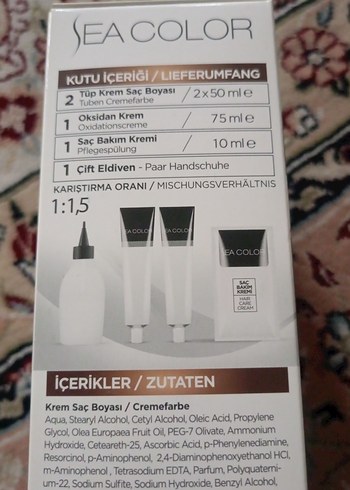 SEA COLOR
KUTU İÇERİĞİ / LIEFERUMFANG
2 Tüp Krem Saç Boyası / 2x50 ml e
Tuben Cremefarbe
1 Oksidan Krem / 75 ml e
Oxidationscreme
1 Saç Bakım Kremi / 10 ml e
Pflegespülung
1 Çift Eldiven - Paar Handschuhe
KARIŞTIRMA ORANI / MISCHUNGSVERHÄLTNIS
1:1,5
SEA COLOR
SAÇ
BAKIM
KREMİ
HAIR
CARE
CREAM
İÇERİKLER / ZUTATEN
Krem Saç Boyası / Cremefarbe
Aqua, Stearyl Alcohol, Cetyl Alcohol, Oleic Acid, Propylene
Glycol, Olea Europaea Fruit Oil, PEG-7 Olivate, Ammonium
Hydroxide, Ceteareth-25, Ascorbic Acid, p-Phenylenediamine,
Resorcinol, p-Aminophenol, 2,4-Diaminophenoxyethanol HCl,
m-Aminophenol, Tetrasodium EDTA, Parfum, Polyquaterni-
um-22, Sodium Sulfite, Sodium Hydroxide, Benzyl Alcohol,